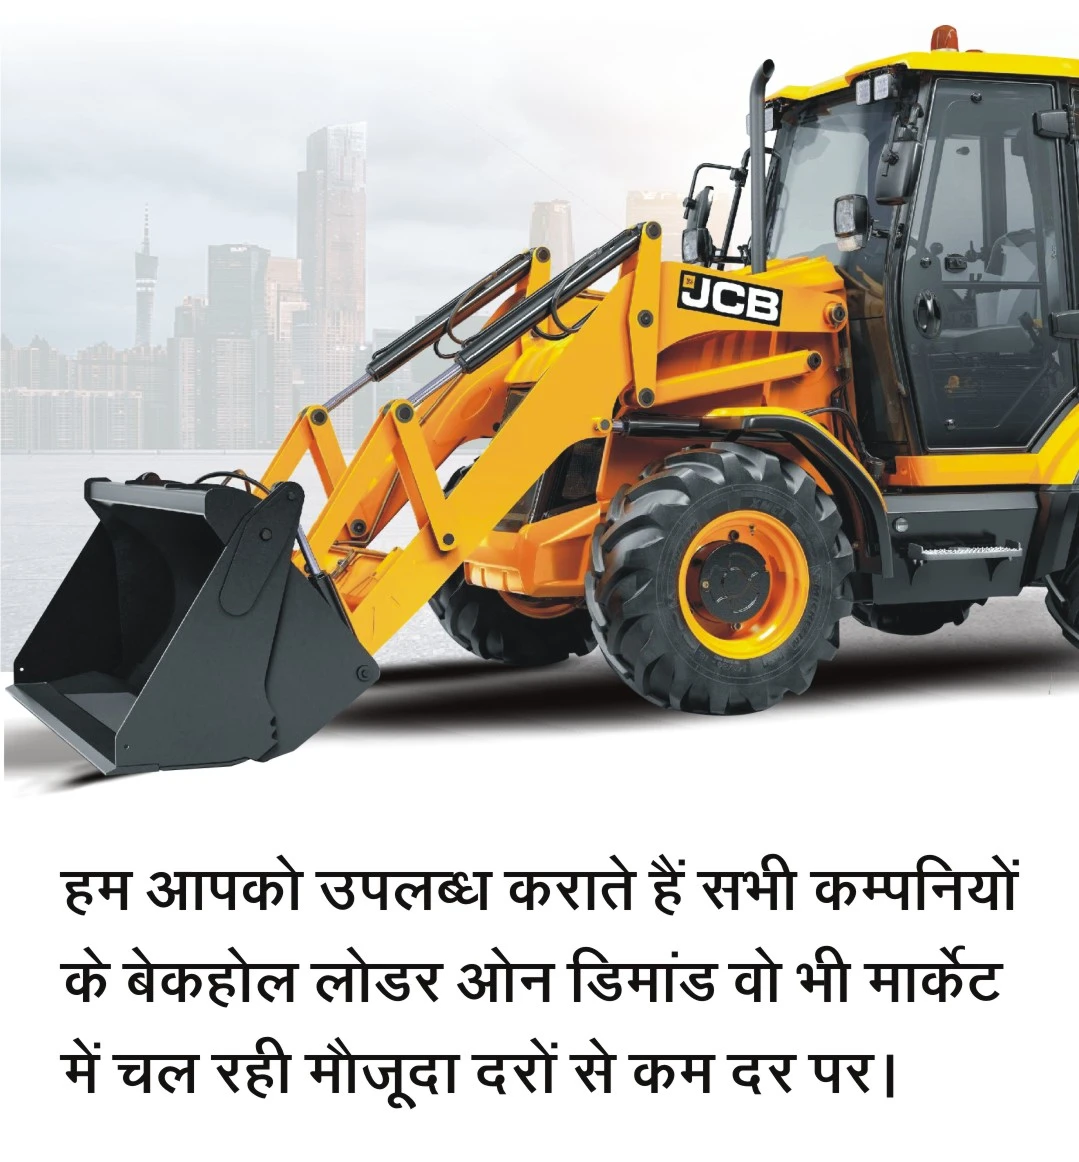 JCB
हम आपको उपलब्ध कराते हैं सभी कम्पनियों
के बेकहोल लोडर ओन डिमांड वो भी मार्केट
में चल रही मौजूदा दरों से कम दर पर।